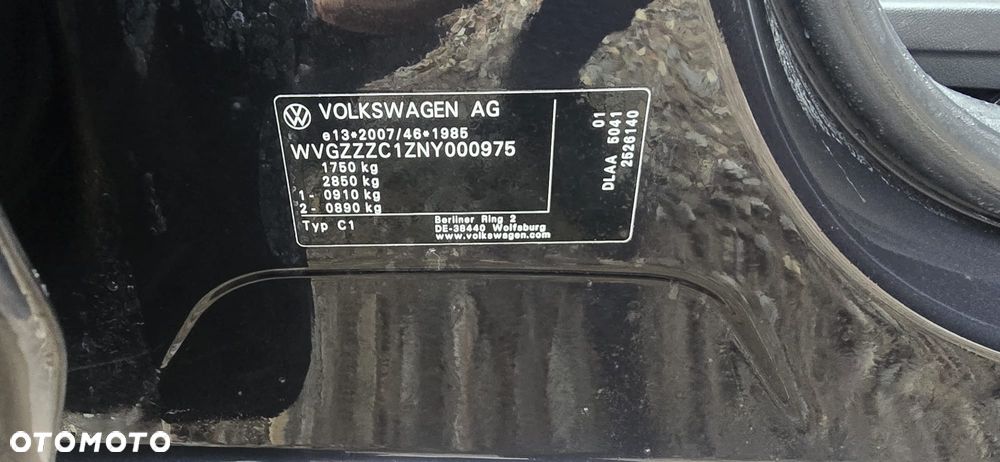 VOLKSWAGEN AG
e13*2007/46*1985
WVGZZZC1ZNY000975
1750 kg
2850 kg
1- 0910 kg
2- 0890 kg
Typ C1
Berliner Ring 2
DE-38440 Wolfsburg
www.volkswagen.com
01
DLAA 5041
2526140
OTOMOTO